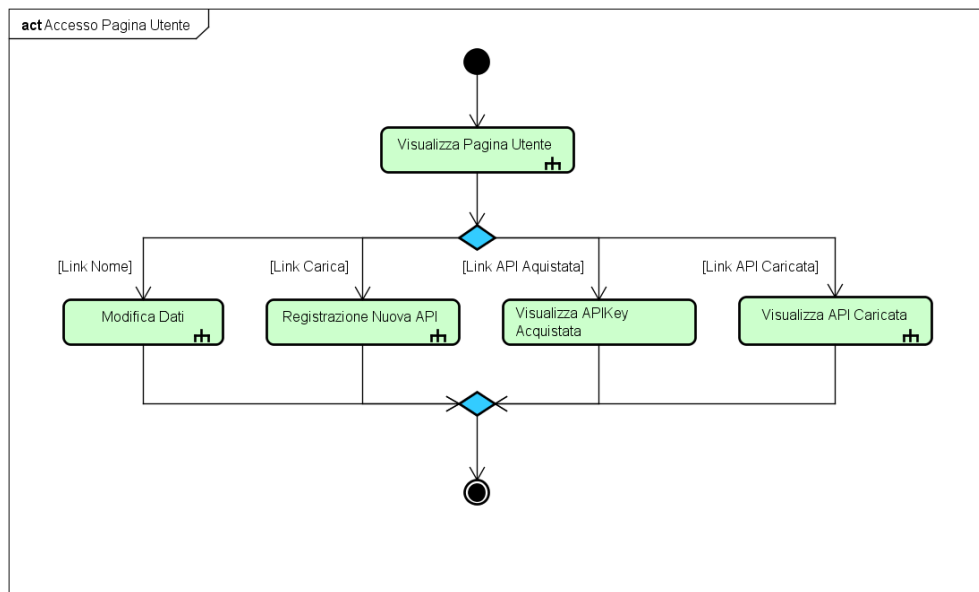 act Accesso Pagina Utente
Visualizza Pagina Utente
[Link Nome]
[Link Carica]
[Link API Aquistata]
[Link API Caricata]
Modifica Dati
Registrazione Nuova API
Visualizza APIKey
Acquistata
Visualizza API Caricata